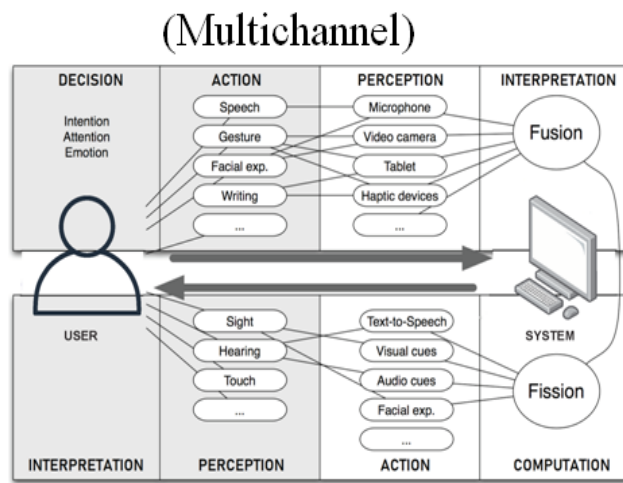 (Multichannel)
DECISION
ACTION
PERCEPTION
INTERPRETATION
Intention
Attention
Emotion
Speech
Gesture
Facial exp.
Writing
...
Microphone
Video camera
Tablet
Haptic devices
...
Fusion
USER
SYSTEM
Sight
Hearing
Touch
...
Text-to-Speech
Visual cues
Audio cues
Facial exp.
...
Fission
INTERPRETATION
PERCEPTION
ACTION
COMPUTATION